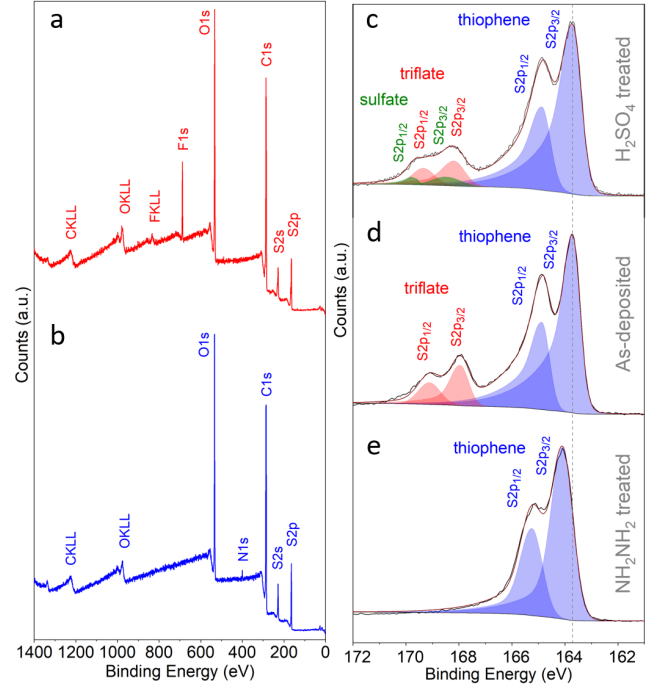 a
O1s
C1s
F1s
CKLL
OKLL
FKLL
S2s
S2p
b
O1s
C1s
CKLL
OKLL
N1s
S2s
S2p
Counts (a.u.)
1400 1200 1000 800 600 400 200 0
Binding Energy (eV)
c
thiophene
S2p1/2
S2p3/2
triflate
sulfate
S2p1/2
S2p1/2
S2p3/2
S2p3/2
H2SO4 treated
d
thiophene
S2p1/2
S2p3/2
triflate
S2p1/2
S2p3/2
As-deposited
e
thiophene
S2p1/2
S2p3/2
NH2NH2 treated
Counts (a.u.)
172 170 168 166 164 162
Binding Energy (eV)